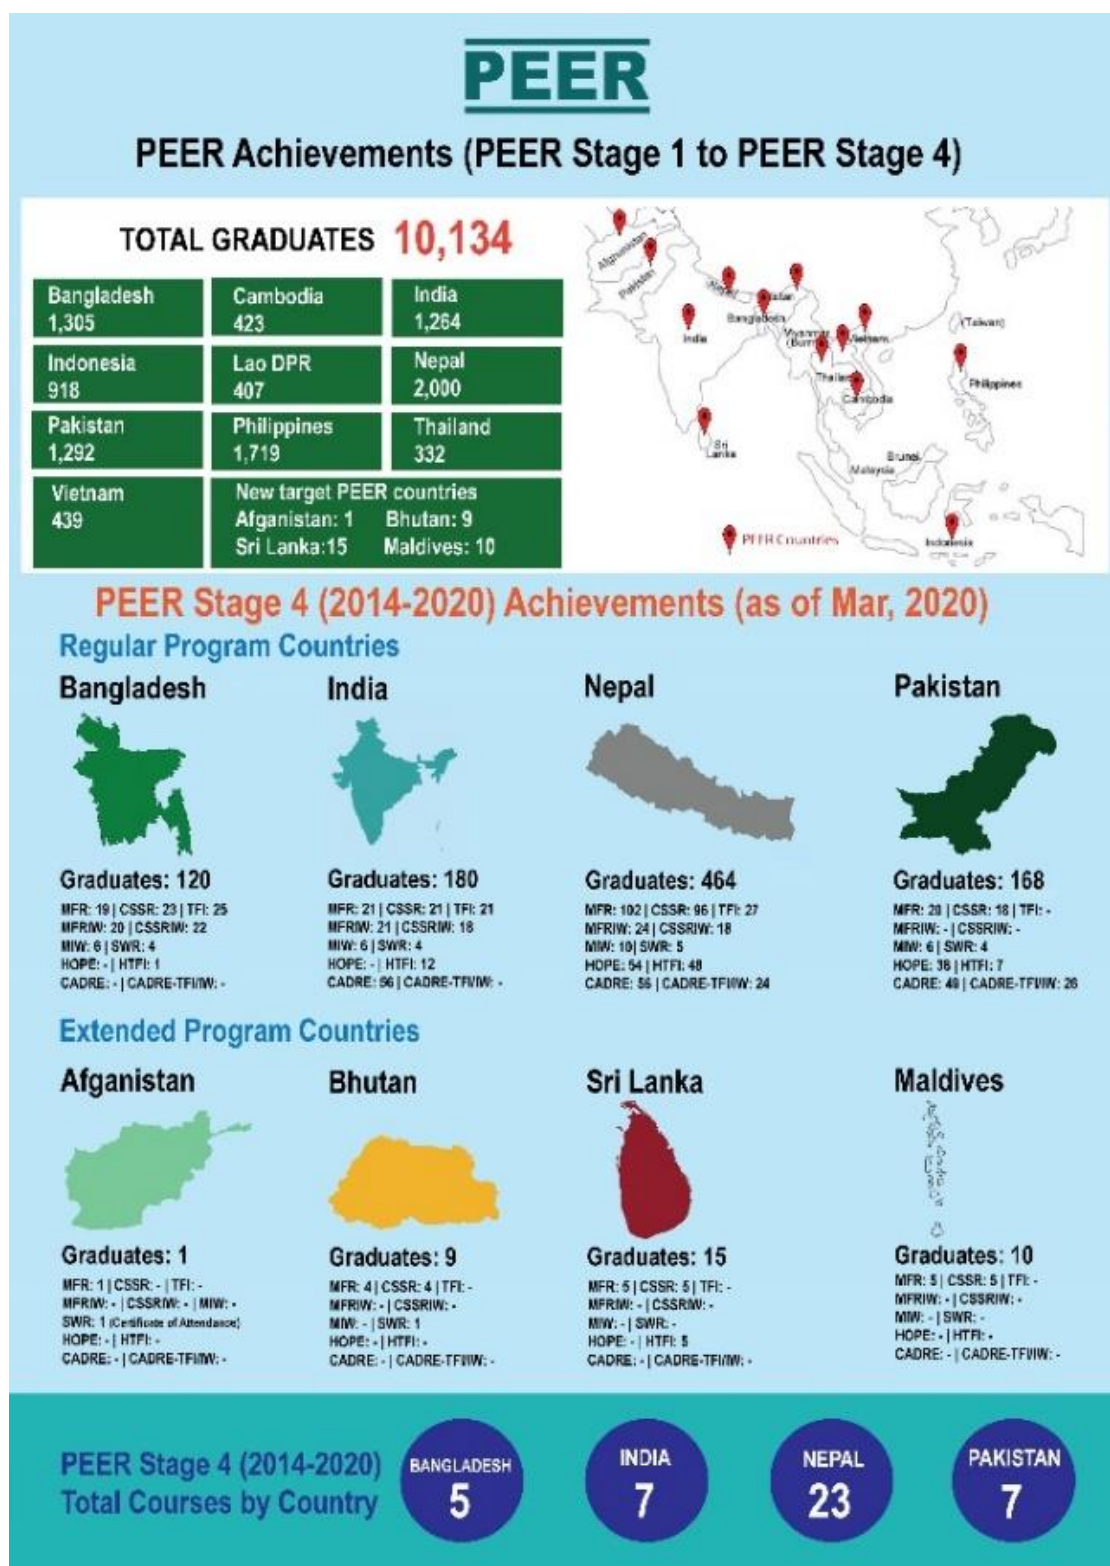 PEER
PEER Achievements (PEER Stage 1 to PEER Stage 4)
TOTAL GRADUATES 10,134
Bangladesh
1,305
Cambodia
423
India
1,264
Indonesia
918
Lao DPR
407
Nepal
2,000
Pakistan
1,292
Philippines
1,719
Thailand
332
Vietnam
439
New target PEER countries
Afganistan: 1 Bhutan: 9
Sri Lanka:15 Maldives: 10
Afghanistan
Pakistan
Nepal
Bangladesh
India
Myanmar
Vietnam
(Taiwan)
Thailand
Cambodia
Philippines
Sri
Lanka
Brunei
Malaysia
Indonesia
PEER Countries
PEER Stage 4 (2014-2020) Achievements (as of Mar, 2020)
Regular Program Countries
Bangladesh
Graduates: 120
MFR: 19 | CSSR: 23 | TFI: 25
MFRIW: 20 | CSSRIW: 22
MIW: 6 | SWR: 4
HOPE: - | HTFI: 1
CADRE: - | CADRE-TFI/IW: -
India
Graduates: 180
MFR: 21 | CSSR: 21 | TFI: 21
MFRIW: 21 | CSSRIW: 18
MIW: 6 | SWR: 4
HOPE: - | HTFI: 12
CADRE: 56 | CADRE-TFI/IW: -
Nepal
Graduates: 464
MFR: 102 | CSSR: 96 | TFI: 27
MFRIW: 24 | CSSRIW: 18
MIW: 10| SWR: 5
HOPE: 54 | HTFI: 48
CADRE: 56 | CADRE-TFI/IW: 24
Pakistan
Graduates: 168
MFR: 20 | CSSR: 18 | TFI: -
MFRIW: - | CSSRIW: -
MIW: 6 | SWR: 4
HOPE: 38 | HTFI: 7
CADRE: 49 | CADRE-TFI/IW: 26
Extended Program Countries
Afganistan
Graduates: 1
MFR: 1 | CSSR: - | TFI: -
MFRIW: - | CSSRIW: - | MIW: -
SWR: 1 (Certificate of Attendance)
HOPE: - | HTFI: -
CADRE: - | CADRE-TFI/IW: -
Bhutan
Graduates: 9
MFR: 4 | CSSR: 4 | TFI: -
MFRIW: - | CSSRIW: -
MIW: - | SWR: 1
HOPE: - | HTFI: -
CADRE: - | CADRE-TFI/IW: -
Sri Lanka
Graduates: 15
MFR: 5 | CSSR: 5 | TFI: -
MFRIW: - | CSSRIW: -
MIW: - | SWR: -
HOPE: - | HTFI: 5
CADRE: - | CADRE-TFI/IW: -
Maldives
Graduates: 10
MFR: 5 | CSSR: 5 | TFI: -
MFRIW: - | CSSRIW: -
MIW: - | SWR: -
HOPE: - | HTFI: -
CADRE: - | CADRE-TFI/IW: -
PEER Stage 4 (2014-2020)
Total Courses by Country
BANGLADESH
5
INDIA
7
NEPAL
23
PAKISTAN
7